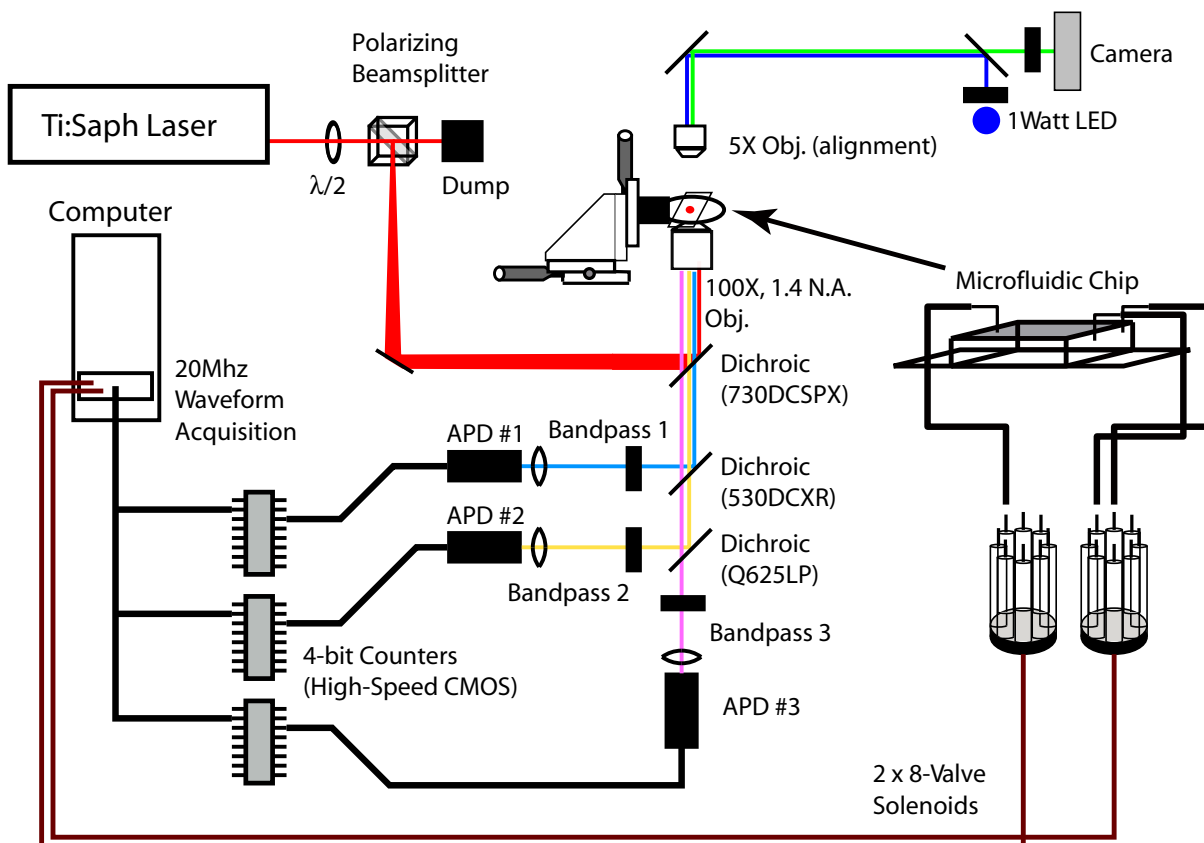 Polarizing
Beamsplitter
Ti:Saph Laser
λ/2
Dump
Camera
1Watt LED
5X Obj. (alignment)
Computer
Microfluidic Chip
100X, 1.4 N.A.
Obj.
20Mhz
Waveform
Acquisition
Dichroic
(730DCSPX)
APD #1
Bandpass 1
Dichroic
(530DCXR)
APD #2
Bandpass 2
Dichroic
(Q625LP)
Bandpass 3
4-bit Counters
(High-Speed CMOS)
APD #3
2 x 8-Valve
Solenoids